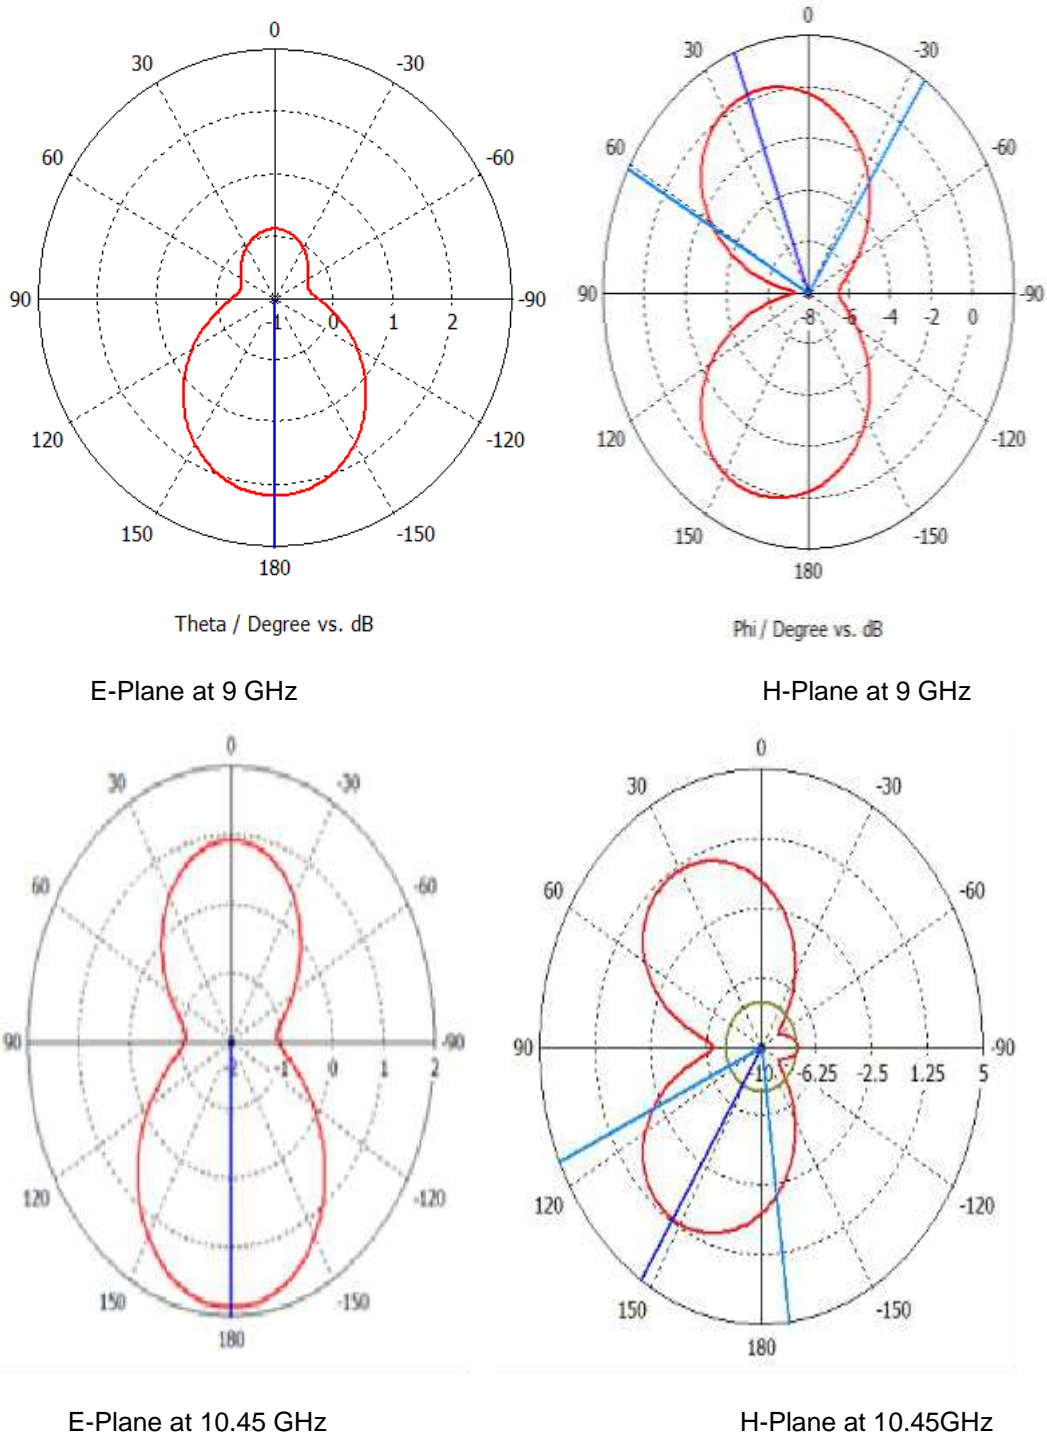 0
30 -30
60 -60
90 -1 0 1 2 -90
120 -120
150 -150
180
Theta / Degree vs. dB
0
30 -30
60 -60
90 -8 -6 -4 -2 0 -90
120 -120
150 -150
180
Phi / Degree vs. dB
E-Plane at 9 GHz
H-Plane at 9 GHz
0
30 -30
60 -60
90 -2 -1 0 1 2 -90
120 -120
150 -150
180
0
30 -30
60 -60
90 -10 -6.25 -2.5 1.25 5 -90
120 -120
150 -150
180
E-Plane at 10.45 GHz
H-Plane at 10.45GHz